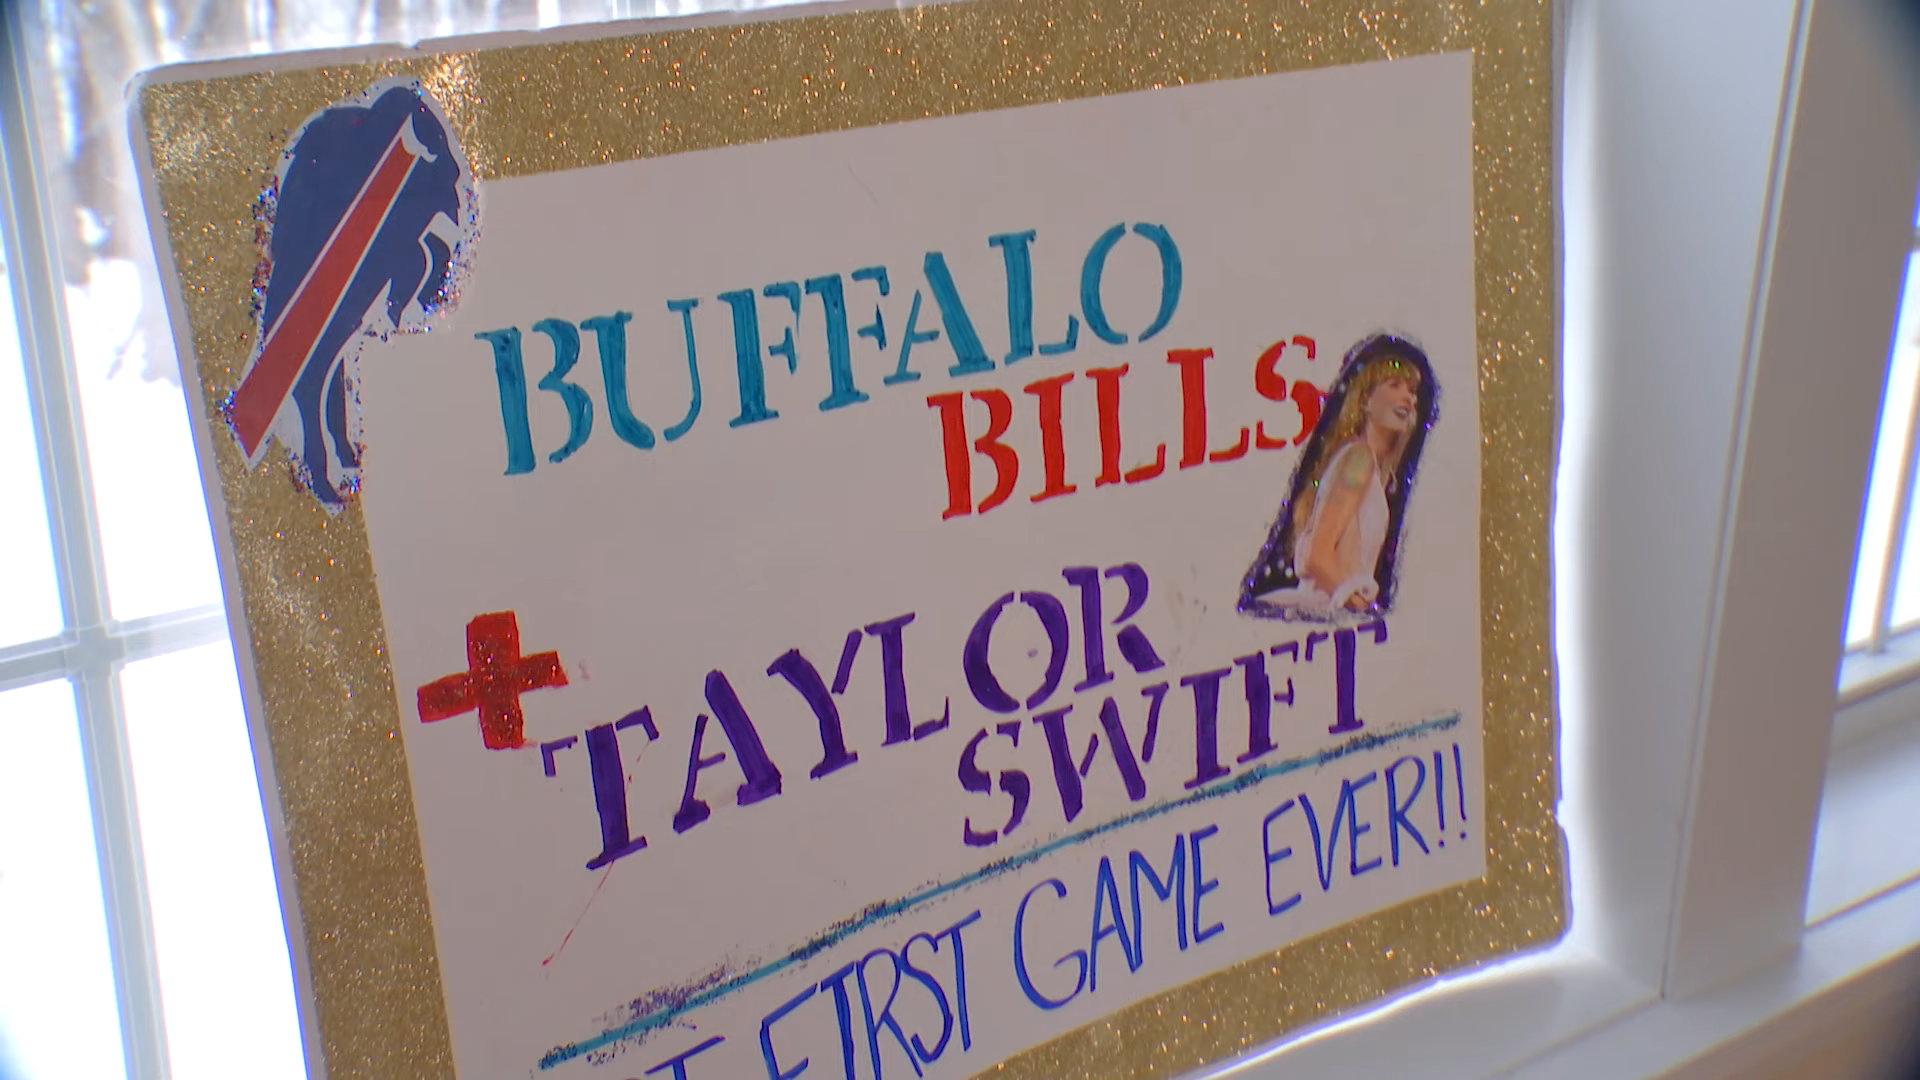 BUFFALO
BILLS
+ TAYLOR
SWIFT
FIRST GAME EVER!!